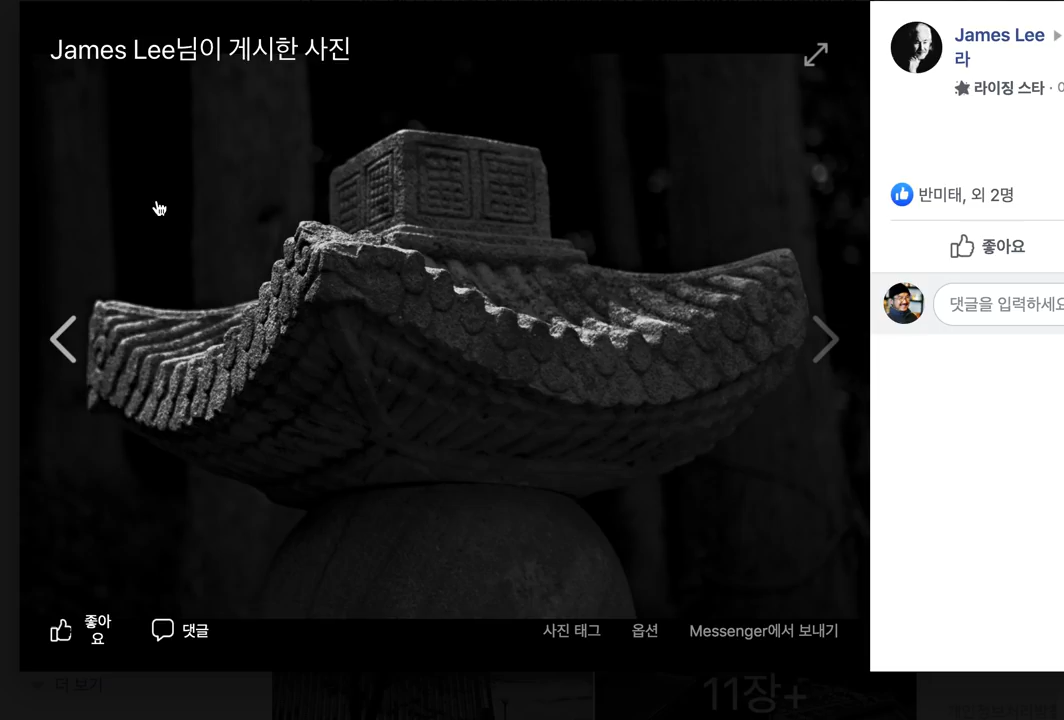 James Lee님이 게시한 사진
James Lee
라
라이징 스타 ·
반미태, 외 2명
좋아요
댓글을 입력하세요
좋아
요
댓글
사진 태그
옵션
Messenger에서 보내기
더 보기
11장+